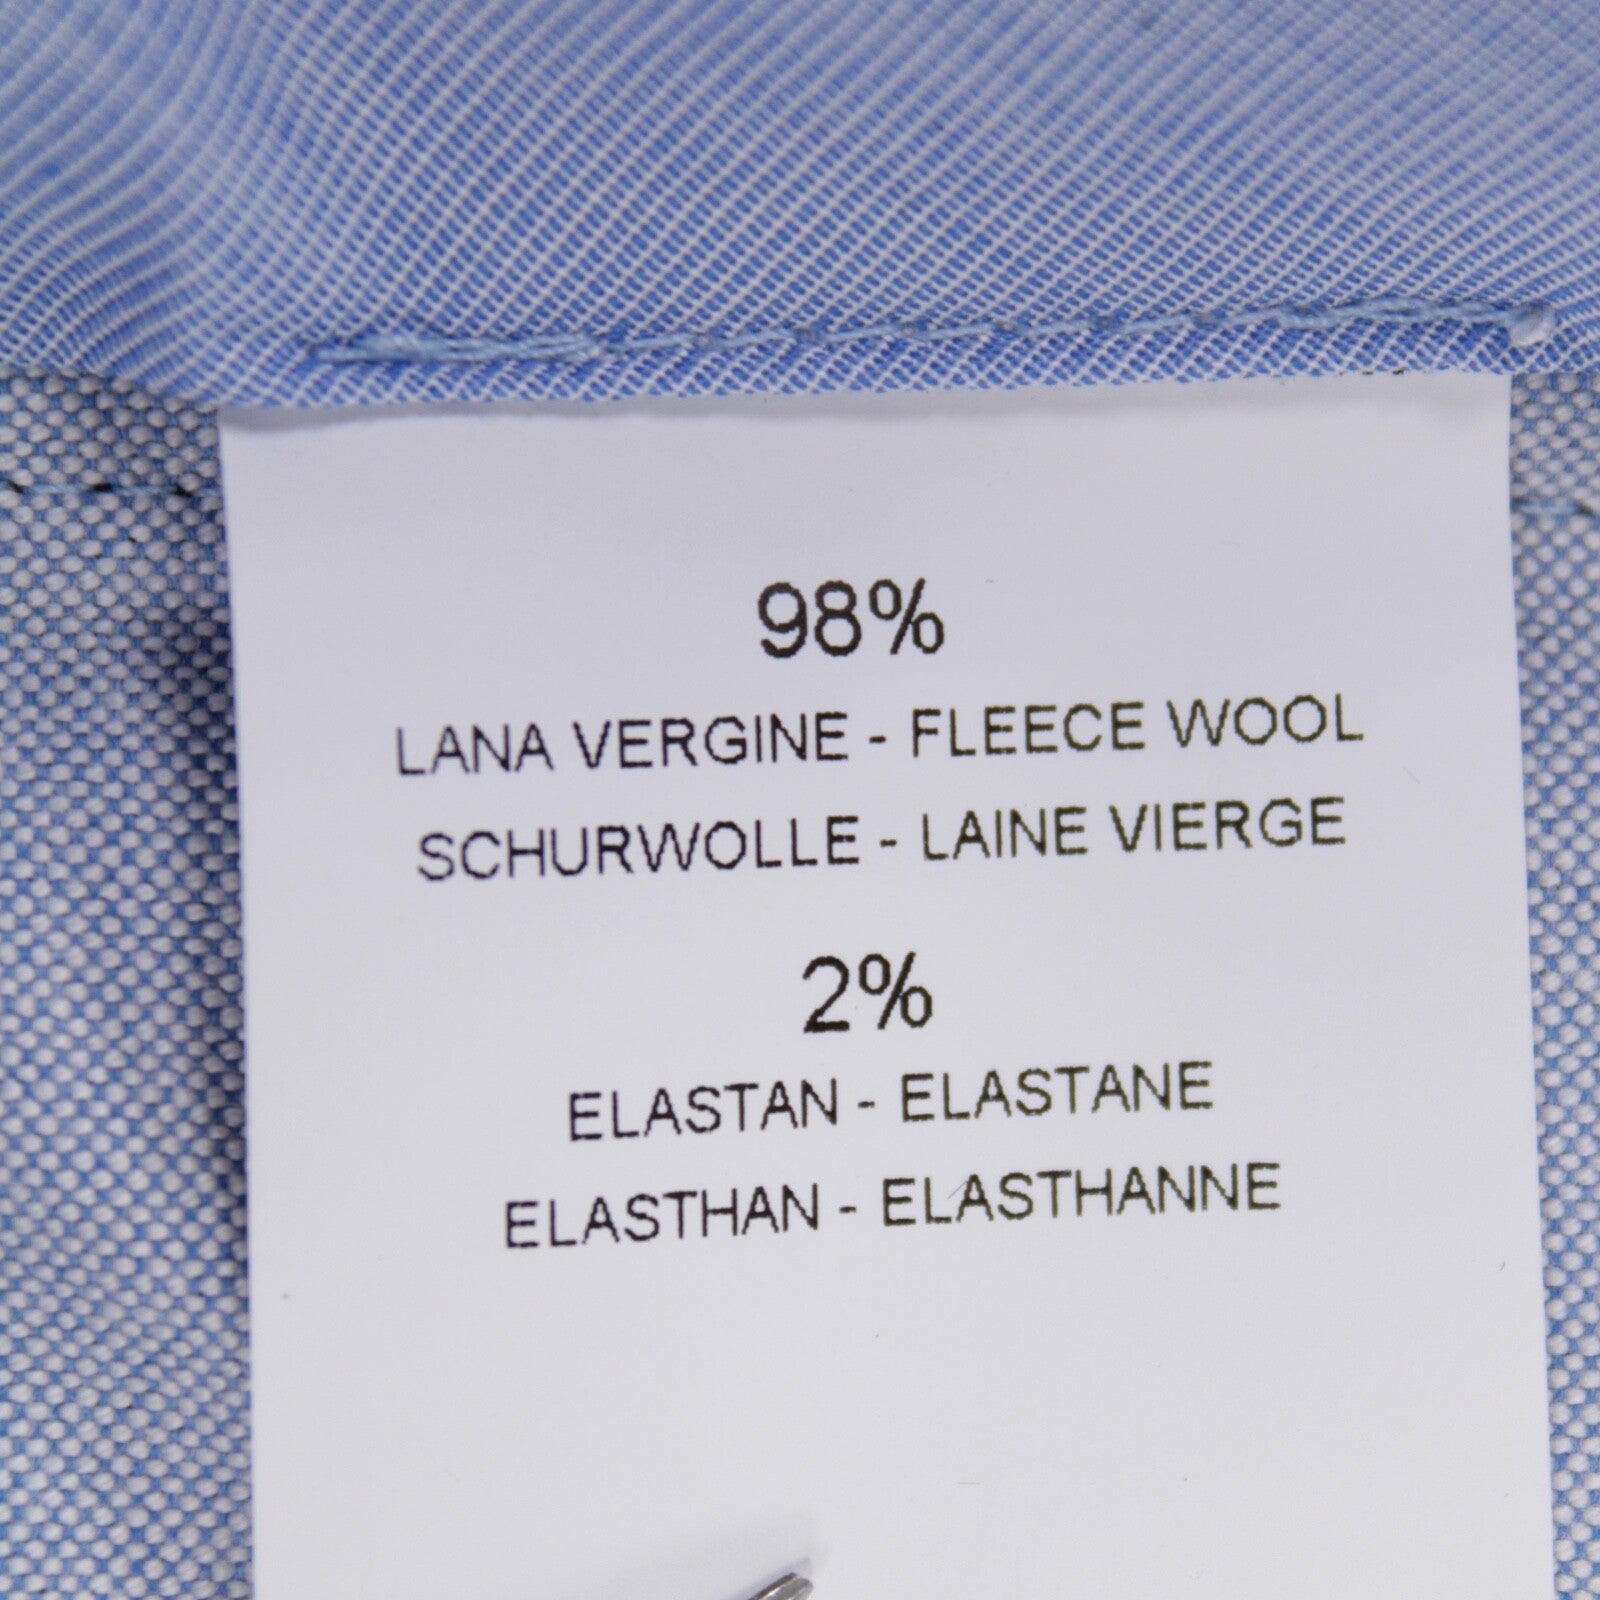 98%
LANA VERGINE - FLEECE WOOL
SCHURWOLLE - LAINE VIERGE
2%
ELASTAN - ELASTANE
ELASTHAN - ELASTHANNE